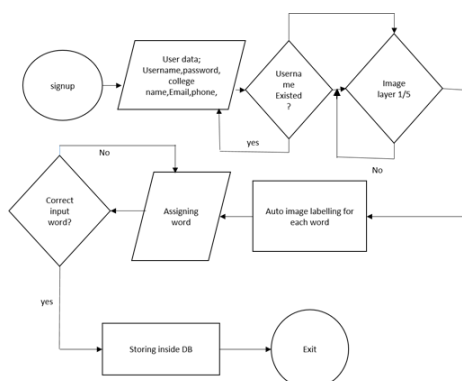 signup
User data;
Username,password,
college
name,Email,phone,
Userna
me
Existed
?
Image
layer 1/5
yes
No
No
Correct
input
word?
Assigning
word
Auto image labelling for
each word
yes
Storing inside DB
Exit